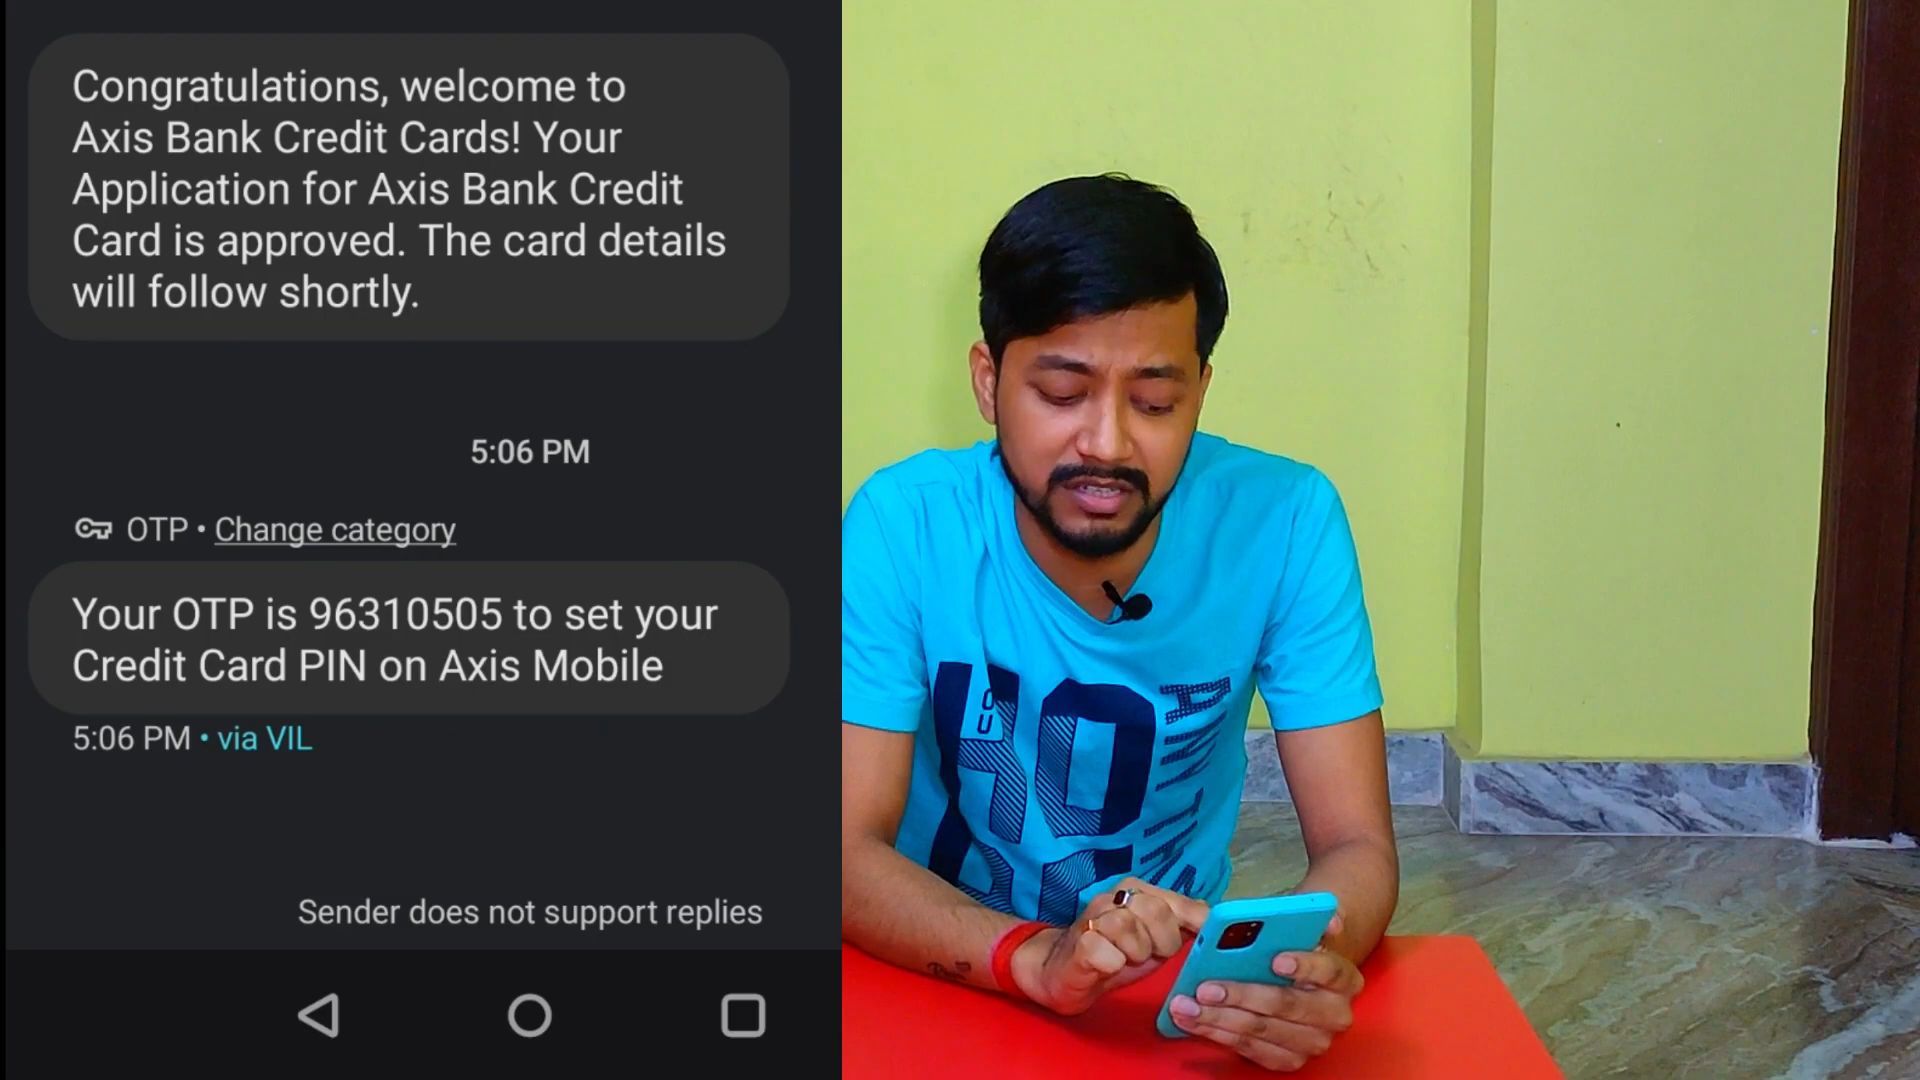 Congratulations, welcome to
Axis Bank Credit Cards! Your
Application for Axis Bank Credit
Card is approved. The card details
will follow shortly.
5:06 PM
OTP • Change category
Your OTP is 96310505 to set your
Credit Card PIN on Axis Mobile
5:06 PM • via VIL
Sender does not support replies
HO
U